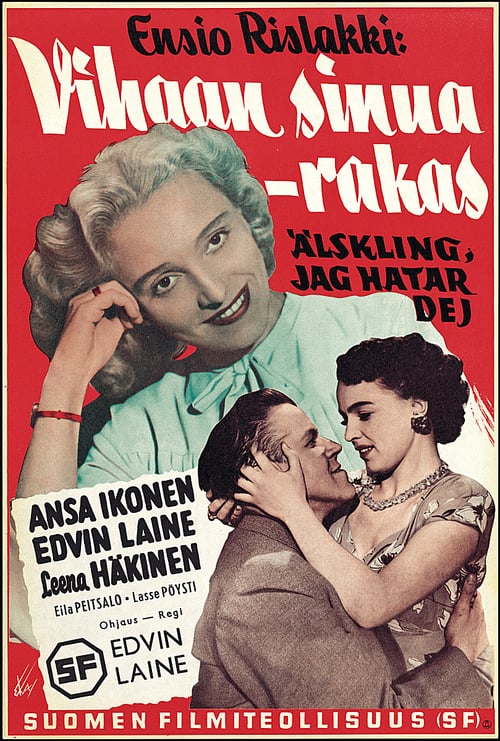 Ensio Rislakki:
Vihaan sinua
-rakas
ÄLSKLING,
JAG HATAR
DEJ
ANSA IKONEN
EDVIN LAINE
Leena HÄKINEN
Eila PEITSALO • Lasse PÖYSTI
Ohjaus — Regi
EDVIN
LAINE
SF
SUOMEN FILMITEOLLISUUS (SF)